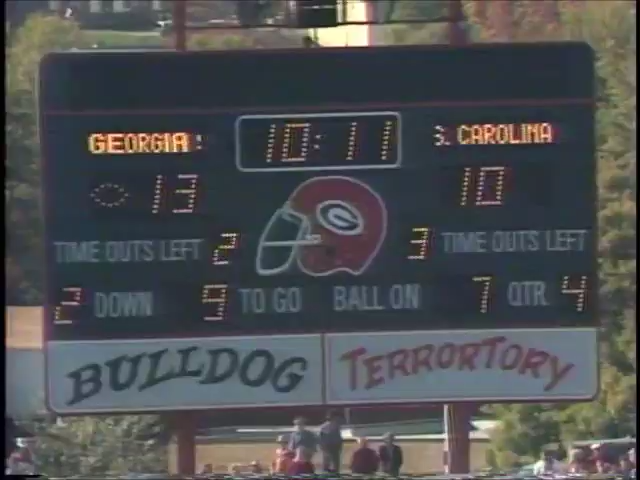 GEORGIA: 10:11 S. CAROLINA
13 10
TIME OUTS LEFT 2 3 TIME OUTS LEFT
2 DOWN 9 TO GO BALL ON 7 QTR 4
BULLDOG TERRORTORY